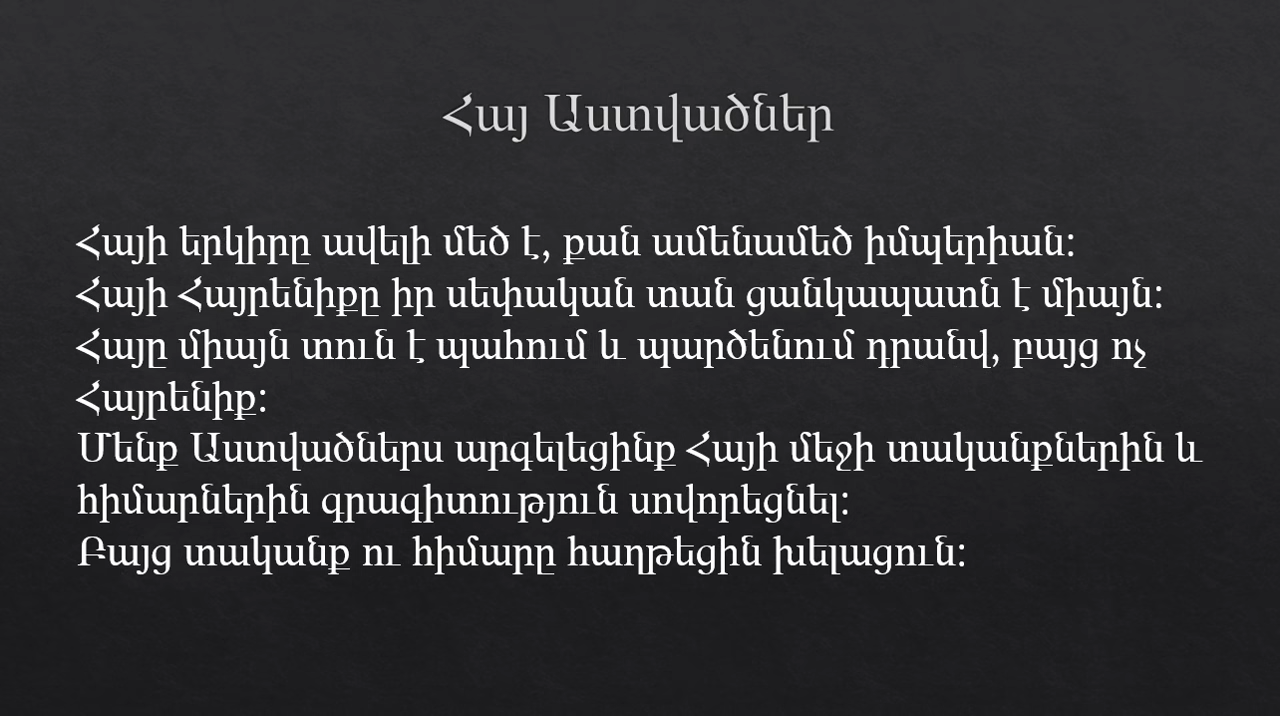 Հայ Աստվածներ
Հայի երկիրը ավելի մեծ է, քան ամենամեծ իմպերիան:
Հայի Հայրենիքը իր սեփական տան ցանկապատն է միայն:
Հայը միայն տուն է պահում և պարծենում դրանվ, բայց ոչ
Հայրենիք:
Մենք Աստվածներս արգելեցինք Հայի մեջի տականքներին և
հիմարներին գրագիտություն սովորեցնել:
Բայց տականք ու հիմարը հաղթեցին խելացուն: